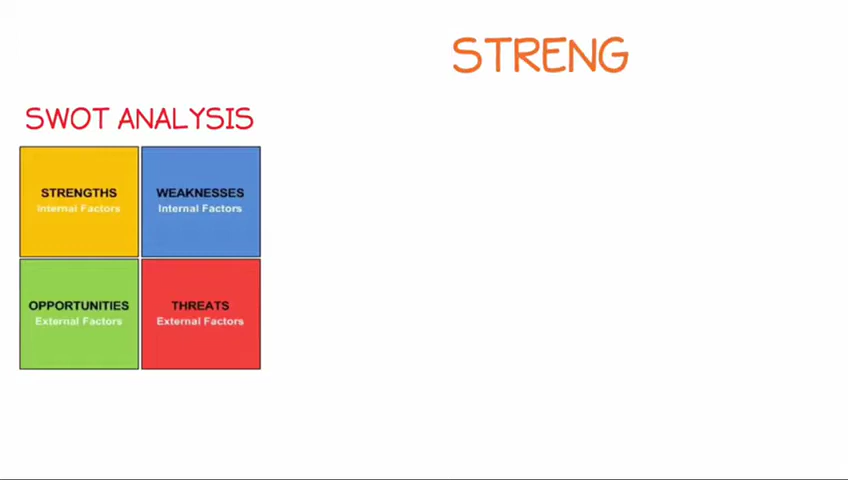 STRENG
SWOT ANALYSIS
STRENGTHS
Internal Factors
WEAKNESSES
Internal Factors
OPPORTUNITIES
External Factors
THREATS
External Factors